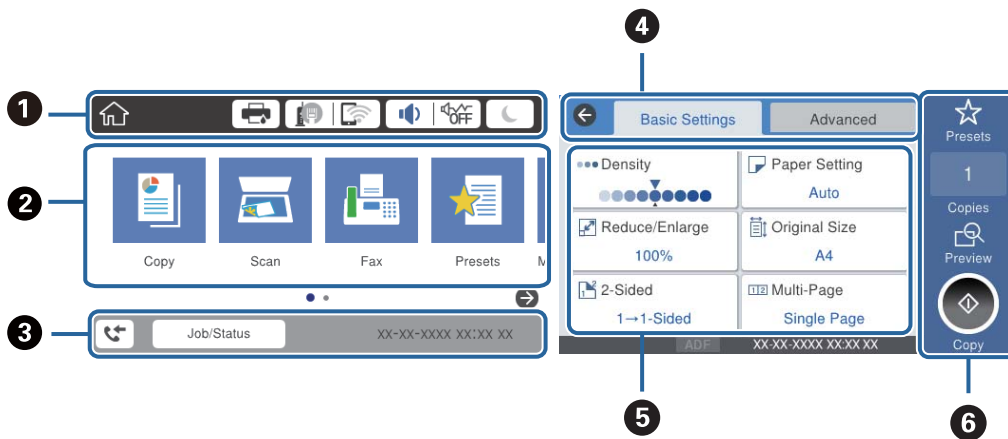 4
1
OFF
2
Copy
Scan
Fax
Presets
3
Job/Status
XX-XX-XXXX XX:XX XX
Basic Settings
Advanced
Density
Paper Setting
Auto
Reduce/Enlarge
100%
Original Size
A4
2-Sided
1→1-Sided
Multi-Page
Single Page
ADF
XX-XX-XXXX XX:XX XX
Presets
1
Copies
Preview
Copy
5
6